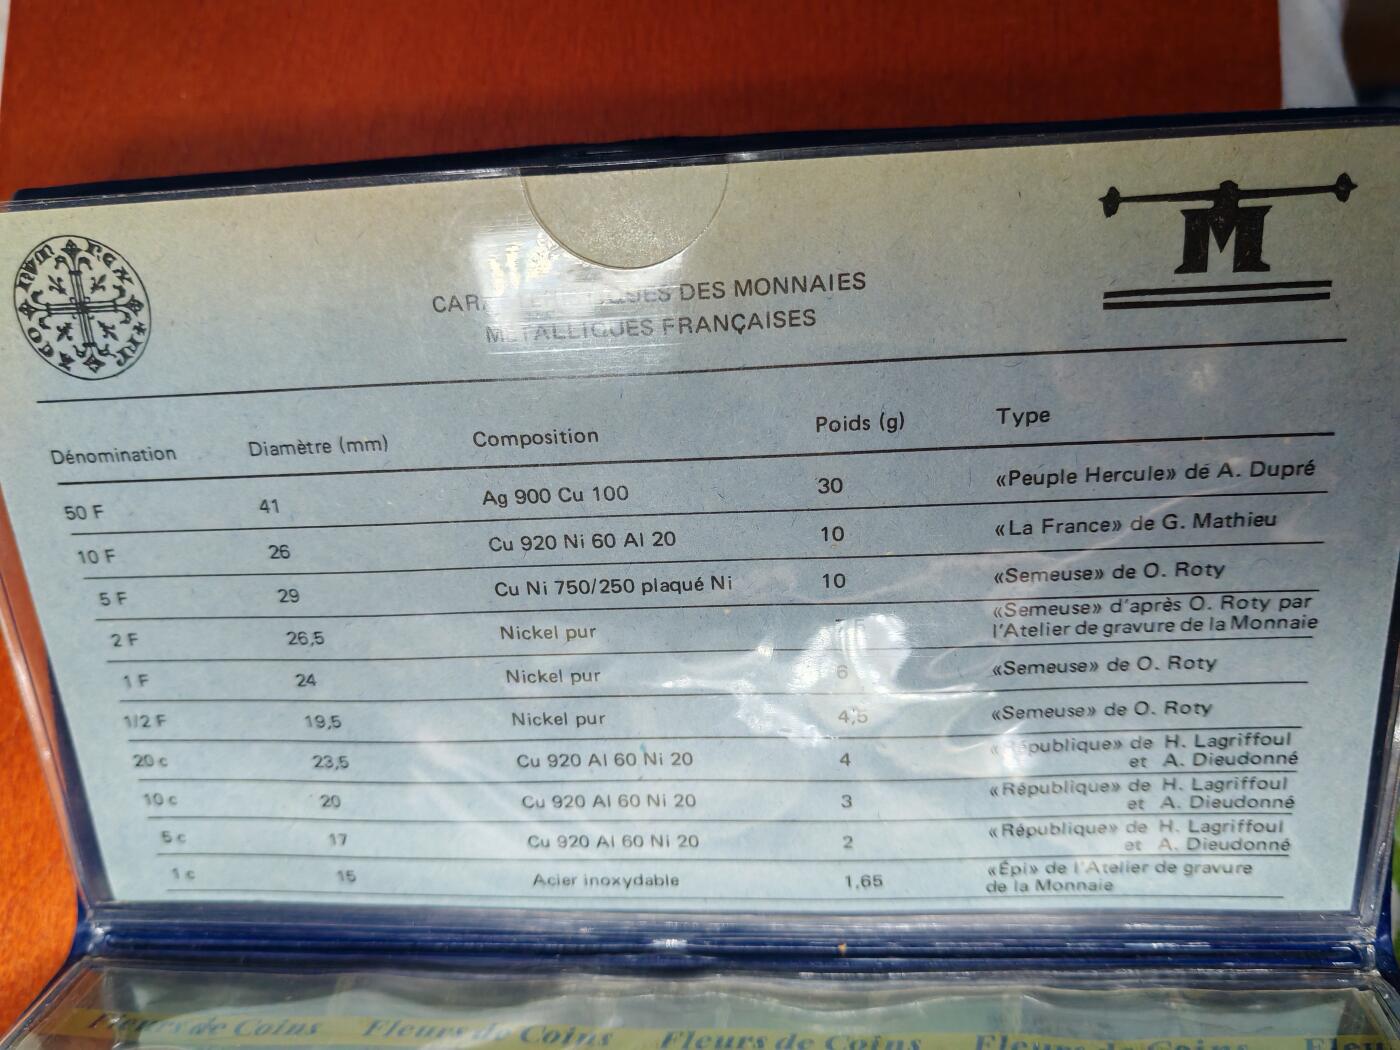 DES MONNAIES
MÉTALLIQUES FRANÇAISES
Dénomination Diamètre (mm) Composition Poids (g) Type
50 F 41 Ag 900 Cu 100 30 «Peuple Hercule» de A. Dupré
10 F 26 Cu 920 Ni 60 Al 20 10 «La France» de G. Mathieu
5 F 29 Cu Ni 750/250 plaqué Ni 10 «Semeuse» de O. Roty
2 F 26,5 Nickel pur «Semeuse» d'après O. Roty par
l'Atelier de gravure de la Monnaie
1 F 24 Nickel pur 6 «Semeuse» de O. Roty
1/2 F 19,5 Nickel pur 4,5 «Semeuse» de O. Roty
20 c 23,5 Cu 920 Al 60 Ni 20 4 «République» de H. Lagriffoul
et A. Dieudonné
10 c 20 Cu 920 Al 60 Ni 20 3 «République» de H. Lagriffoul
et A. Dieudonné
5 c 17 Cu 920 Al 60 Ni 20 2 «République» de H. Lagriffoul
et A. Dieudonné
1 c 15 Acier inoxydable 1,65 «Épi» de l'Atelier de gravure
de la Monnaie
Fleurs de Coins Fleurs de Coins Fleurs de Coins Fleurs de Coins